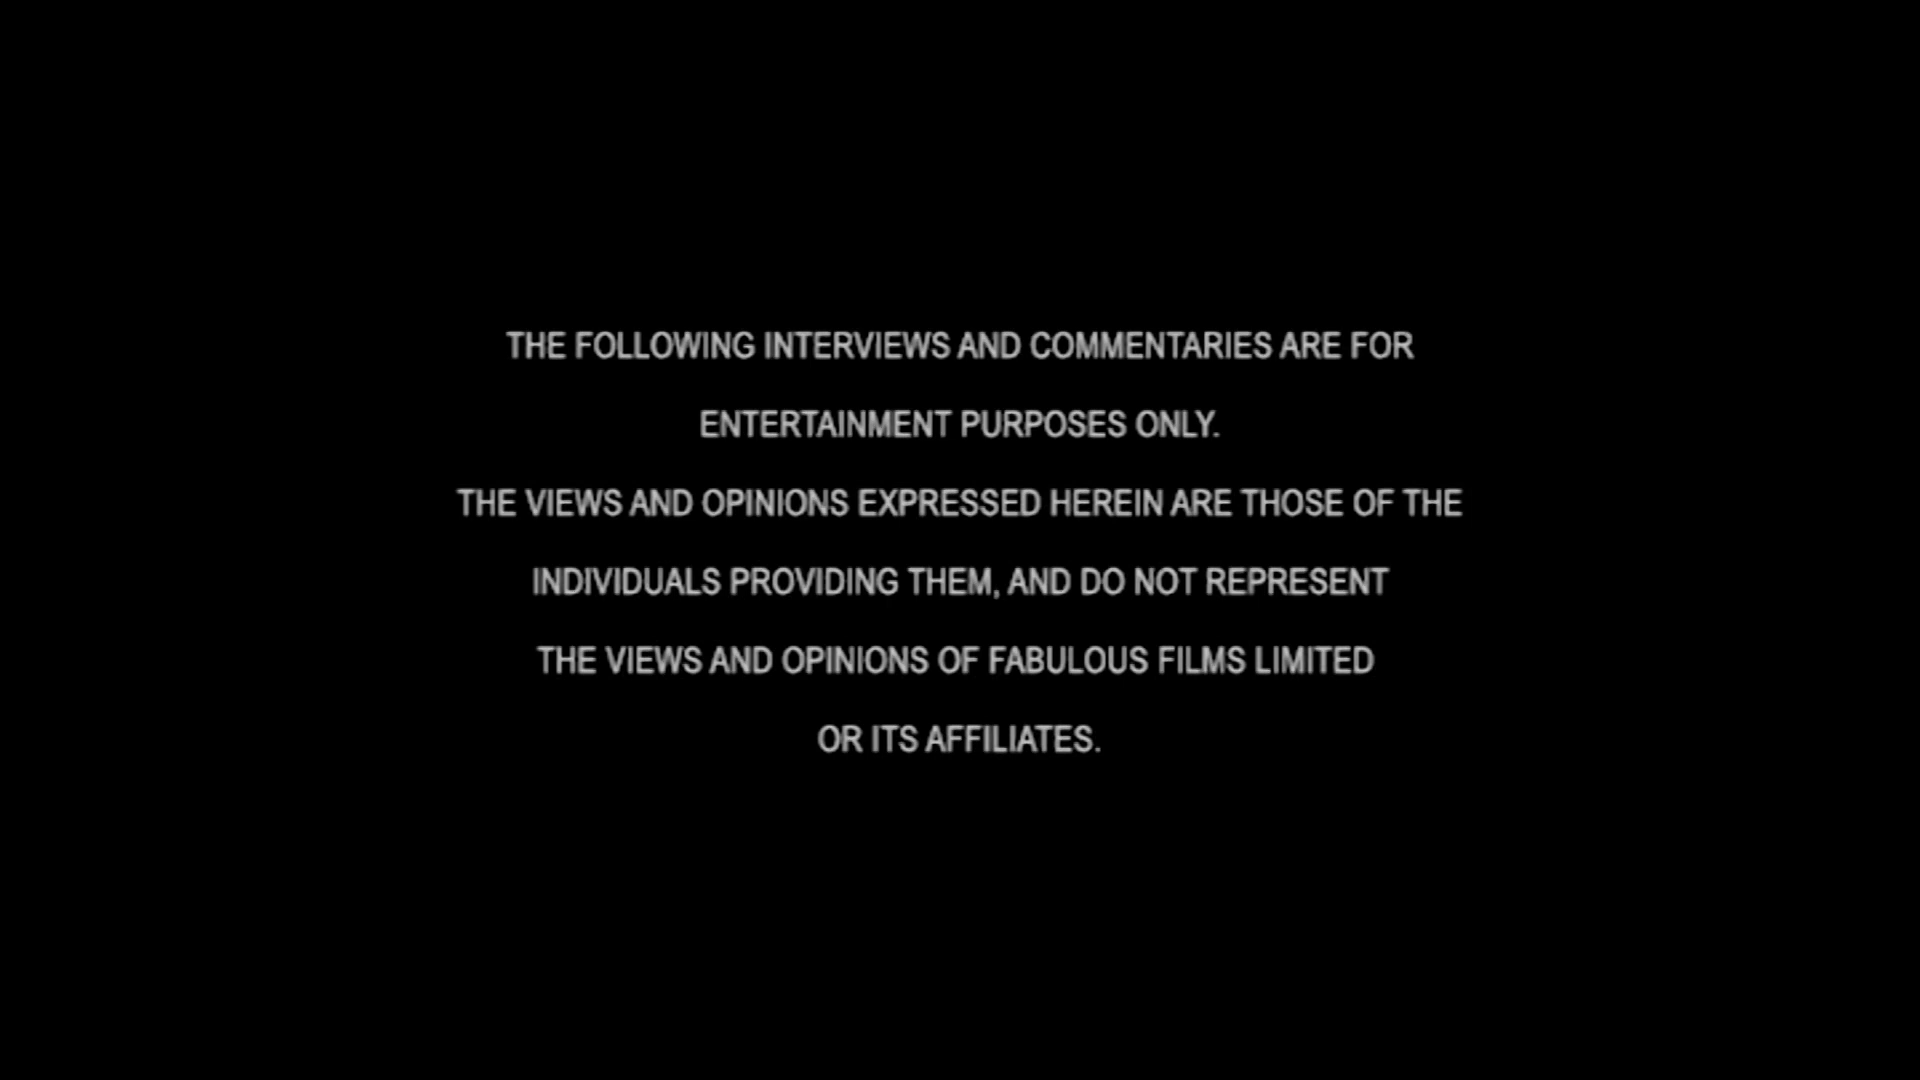 THE FOLLOWING INTERVIEWS AND COMMENTARIES ARE FOR
ENTERTAINMENT PURPOSES ONLY.
THE VIEWS AND OPINIONS EXPRESSED HEREIN ARE THOSE OF THE
INDIVIDUALS PROVIDING THEM, AND DO NOT REPRESENT
THE VIEWS AND OPINIONS OF FABULOUS FILMS LIMITED
OR ITS AFFILIATES.